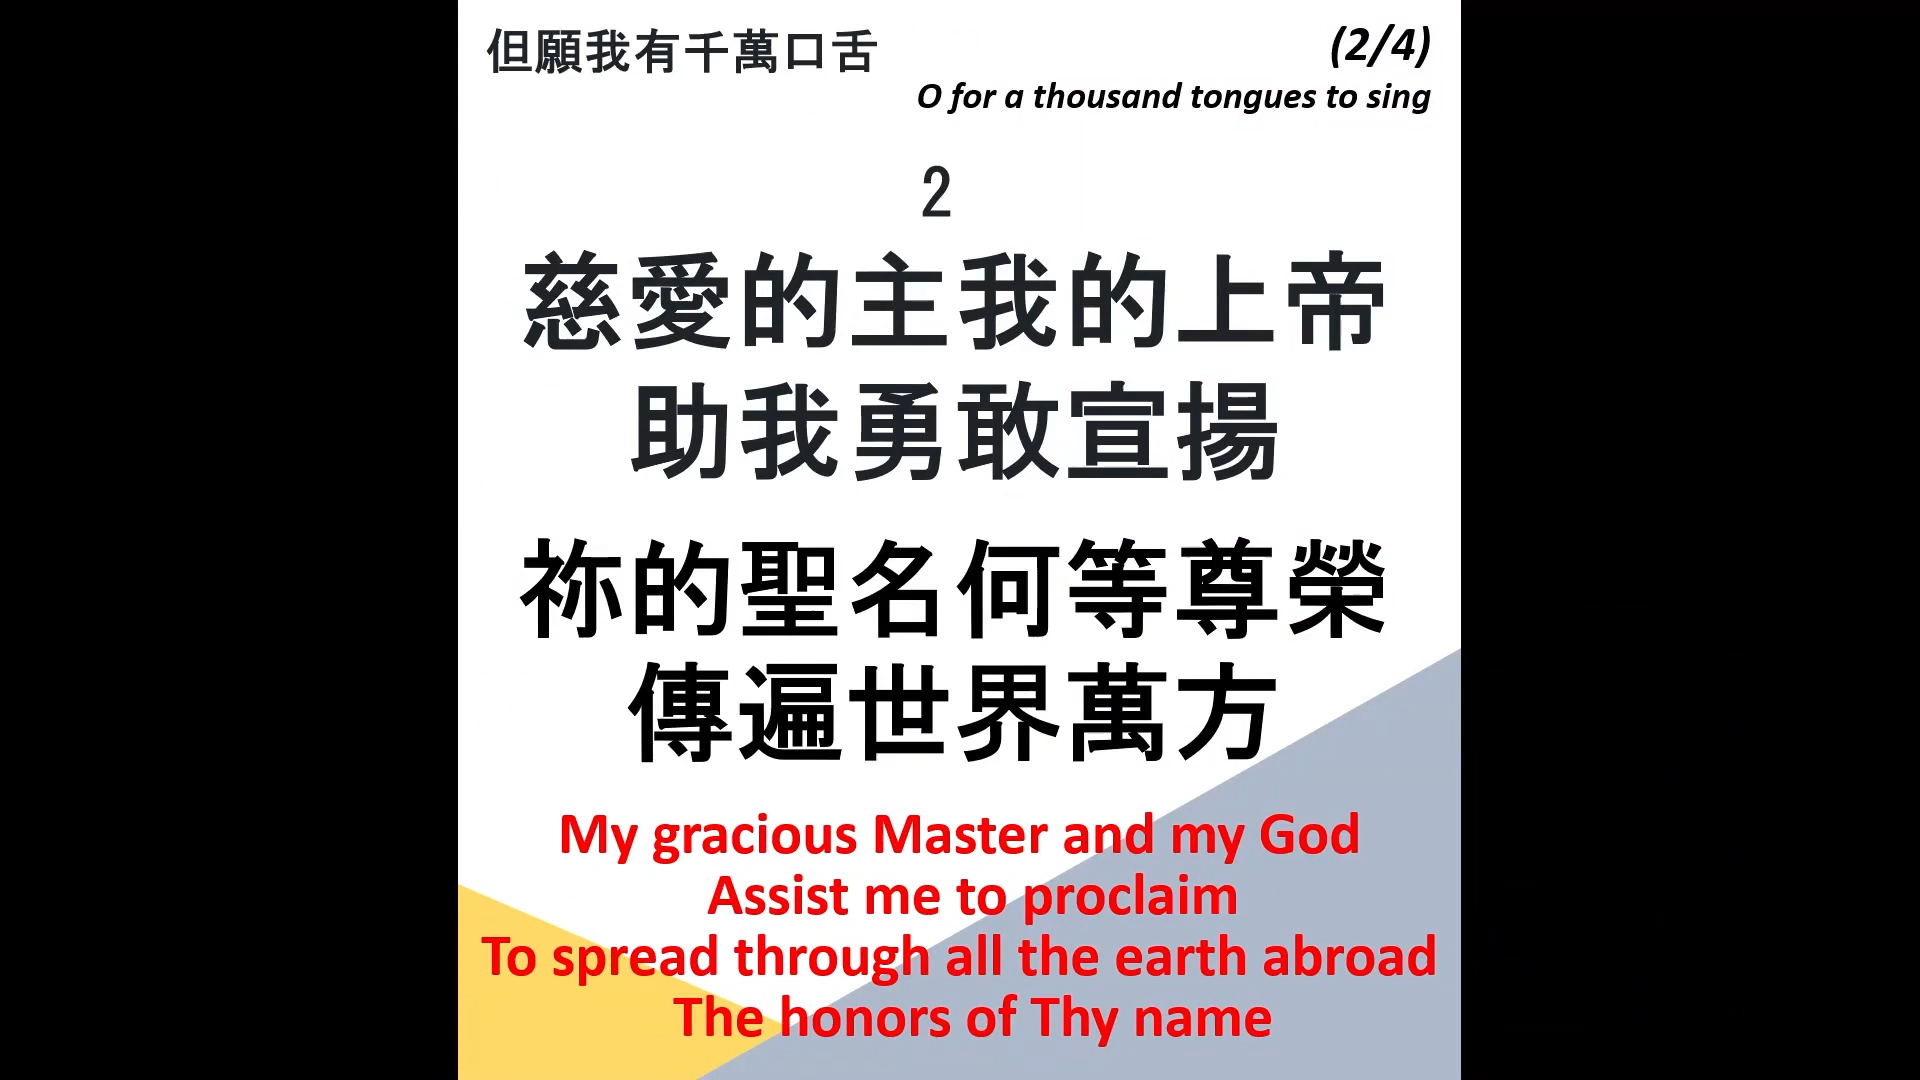 但願我有千萬口舌
(2/4)
O for a thousand tongues to sing
2
慈愛的主我的上帝
助我勇敢宣揚
祢的聖名何等尊榮
傳遍世界萬方
My gracious Master and my God
Assist me to proclaim
To spread through all the earth abroad
The honors of Thy name